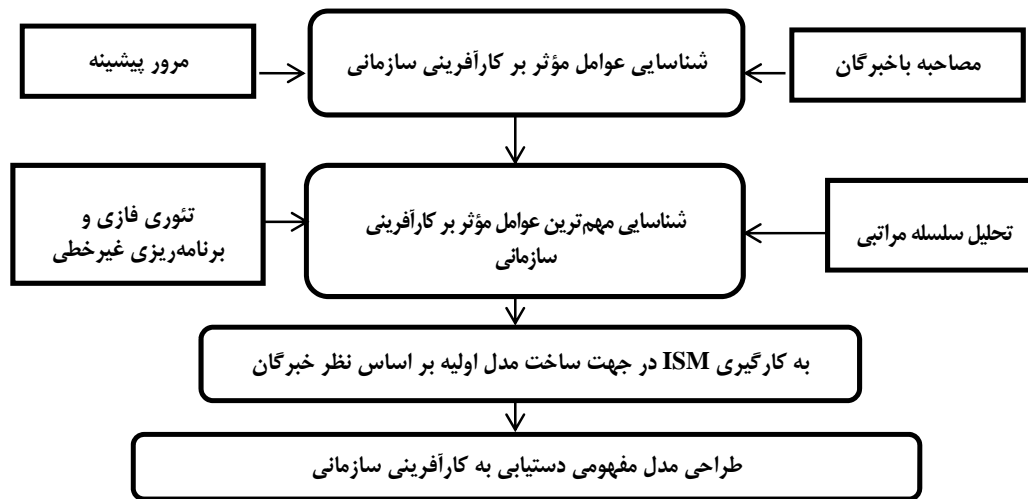 مصاحبه باخبرگان
شناسایی عوامل مؤثر بر کارآفرینی سازمانی
مرور پیشینه
تحلیل سلسله مراتبی
شناسایی مهم‌ترین عوامل مؤثر بر کارآفرینی
سازمانی
تئوری فازی و
برنامه‌ریزی غیرخطی
به کارگیری ISM در جهت ساخت مدل اولیه بر اساس نظر خبرگان
طراحی مدل مفهومی دستیابی به کارآفرینی سازمانی